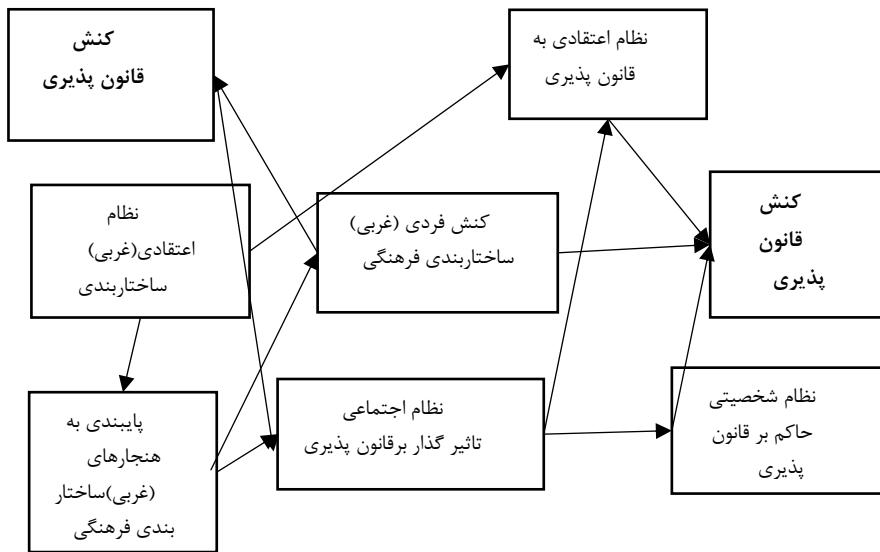 کنش
قانون پذیری
نظام اعتقادی به
قانون پذیری
نظام
اعتقادی(غربی)
ساختاربندی
کنش فردی (غربی)
ساختاربندی فرهنگی
کنش
قانون
پذیری
پایبندی به
هنجارهای
(غربی)ساختار
بندی فرهنگی
نظام اجتماعی
تاثیر گذار برقانون پذیری
نظام شخصیتی
حاکم بر قانون
پذیری